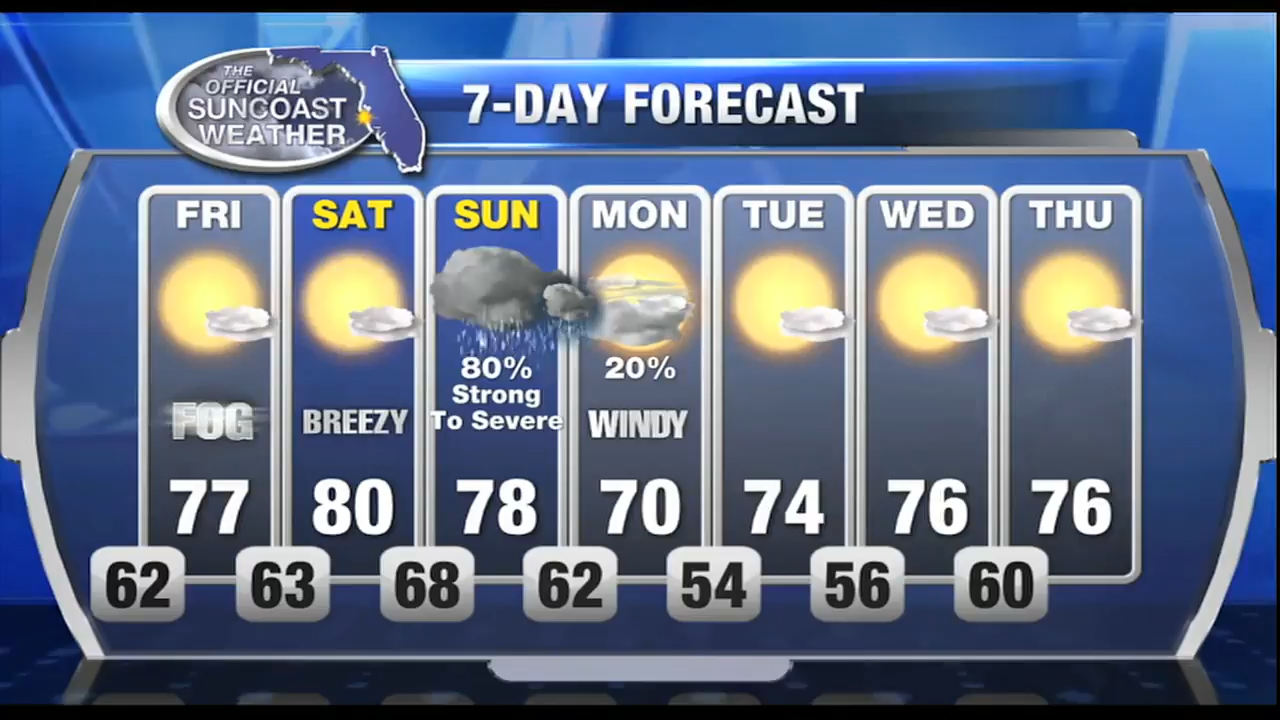 THE
OFFICIAL
SUNCOAST
WEATHER
7-DAY FORECAST
FRI
SAT
SUN
MON
TUE
WED
THU
80%
Strong
To Severe
20%
FOG
BREEZY
WINDY
77
80
78
70
74
76
76
62
63
68
62
54
56
60